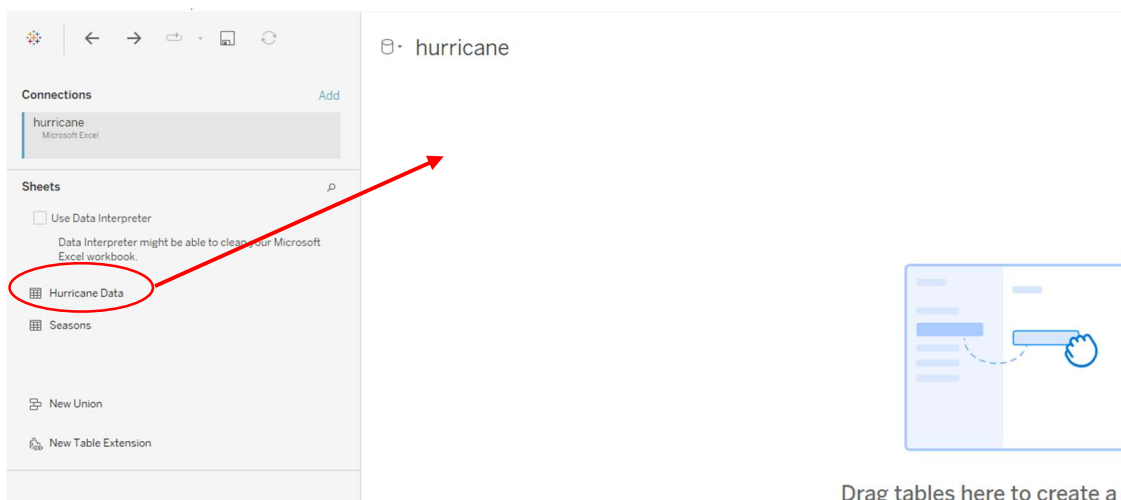 hurricane
Connections
Add
hurricane
Microsoft Excel
Sheets
Use Data Interpreter
Data Interpreter might be able to clean your Microsoft
Excel workbook.
Hurricane Data
Seasons
New Union
New Table Extension
Drag tables here to create a